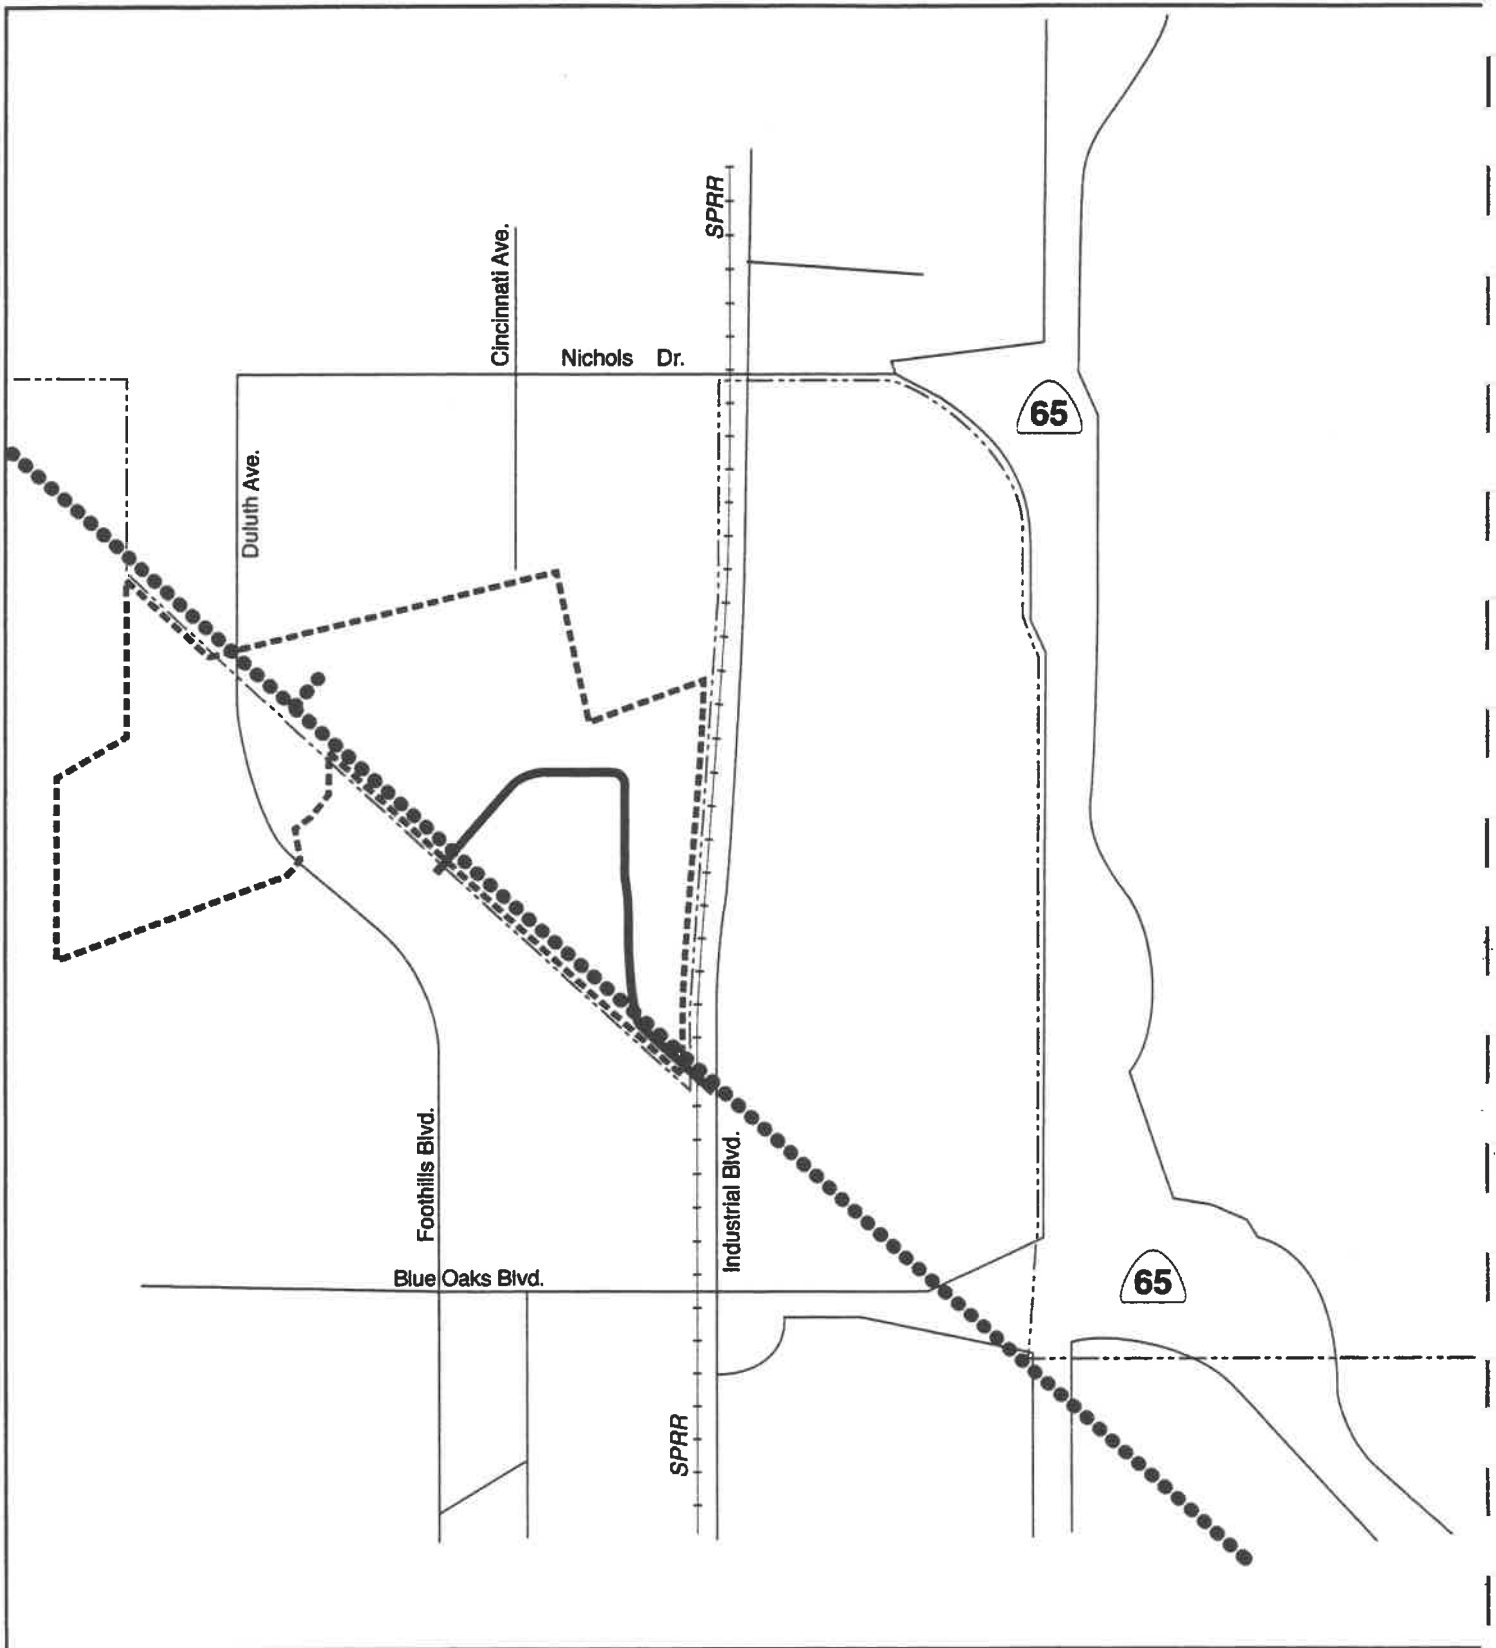 SPRR
Cincinnati Ave.
Nichols Dr.
65
Duluth Ave.
Foothills Blvd.
Industrial Blvd.
Blue Oaks Blvd.
65
SPRR